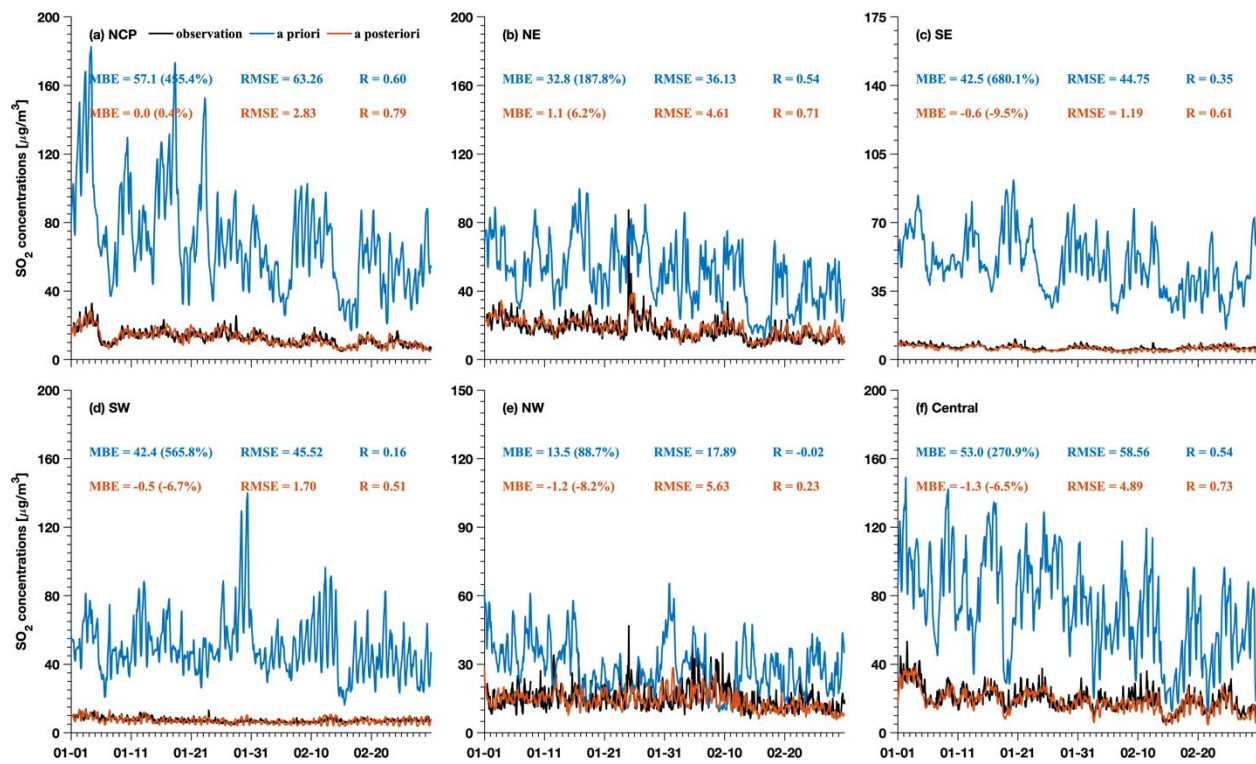 (a) NCP observation a priori a posteriori
MBE = 57.1 (455.4%) RMSE = 63.26 R = 0.60
MBE = 0.0 (0.4%) RMSE = 2.83 R = 0.79
SO2 concentrations [μg/m3]
200
160
120
80
40
0
(b) NE
MBE = 32.8 (187.8%) RMSE = 36.13 R = 0.54
MBE = 1.1 (6.2%) RMSE = 4.61 R = 0.71
200
160
120
80
40
0
(c) SE
MBE = 42.5 (680.1%) RMSE = 44.75 R = 0.35
MBE = -0.6 (-9.5%) RMSE = 1.19 R = 0.61
175
140
105
70
35
0
(d) SW
MBE = 42.4 (565.8%) RMSE = 45.52 R = 0.16
MBE = -0.5 (-6.7%) RMSE = 1.70 R = 0.51
SO2 concentrations [μg/m3]
200
160
120
80
40
0
01-01 01-11 01-21 01-31 02-10 02-20
(e) NW
MBE = 13.5 (88.7%) RMSE = 17.89 R = -0.02
MBE = -1.2 (-8.2%) RMSE = 5.63 R = 0.23
150
120
90
60
30
0
01-01 01-11 01-21 01-31 02-10 02-20
(f) Central
MBE = 53.0 (270.9%) RMSE = 58.56 R = 0.54
MBE = -1.3 (-6.5%) RMSE = 4.89 R = 0.73
200
160
120
80
40
0
01-01 01-11 01-21 01-31 02-10 02-20